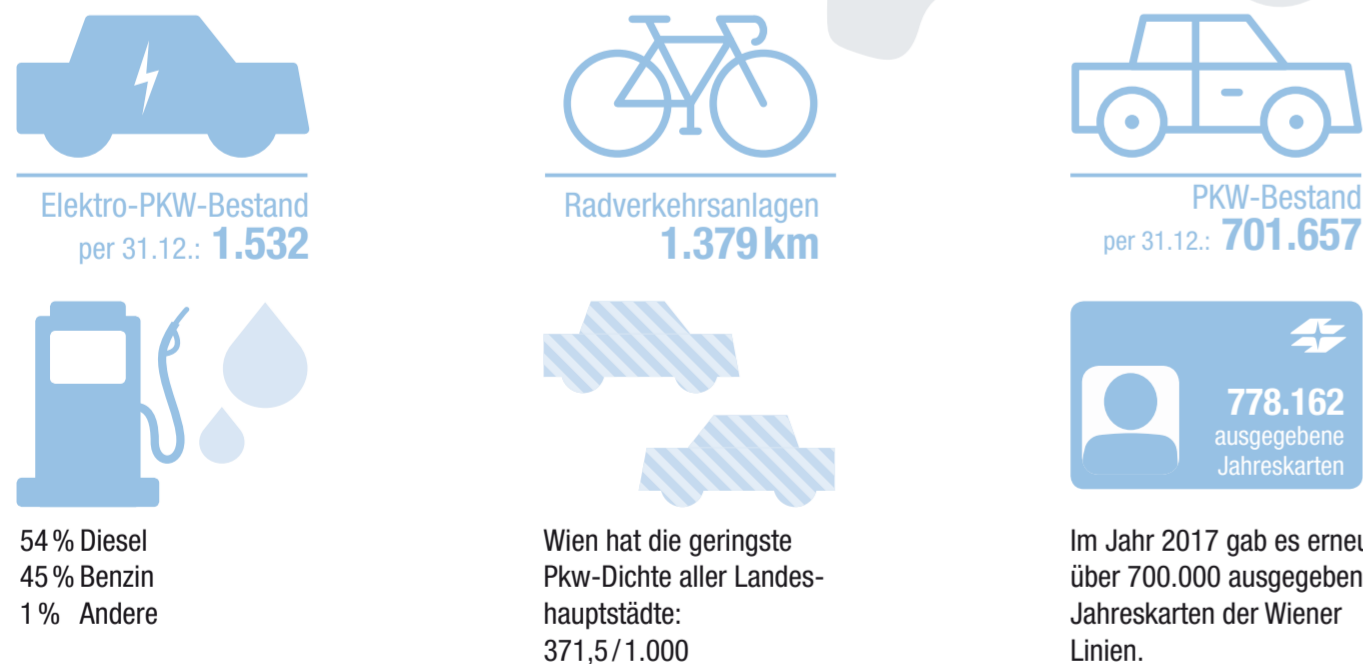 Elektro-PKW-Bestand
per 31.12.: 1.532
Radverkehrsanlagen
1.379 km
PKW-Bestand
per 31.12.: 701.657
54 % Diesel
45 % Benzin
1 % Andere
Wien hat die geringste
Pkw-Dichte aller Landes-
hauptstädte:
371,5 / 1.000
778.162
ausgegebene
Jahreskarten
Im Jahr 2017 gab es erneu
über 700.000 ausgegeben
Jahreskarten der Wiener
Linien.